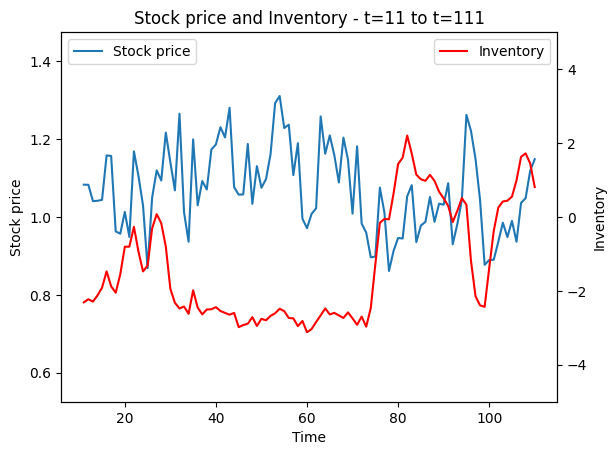 Stock price and Inventory - t=11 to t=111
Stock price
Inventory
1.4
1.2
1.0
0.8
0.6
4
2
0
−2
−4
20
40
60
80
100
Stock price
Inventory
Time